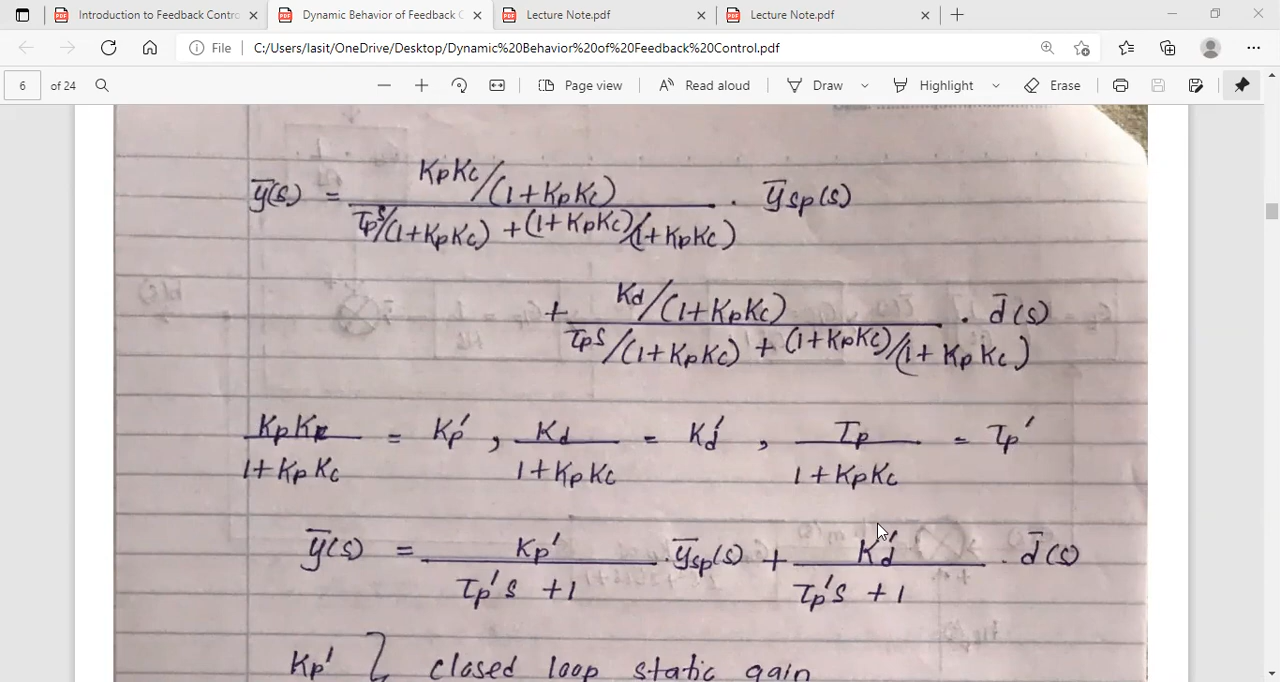 Introduction to Feedback Contro
Dynamic Behavior of Feedback C
Lecture Note.pdf
Lecture Note.pdf
File
C:/Users/lasit/OneDrive/Desktop/Dynamic%20Behavior%20of%20Feedback%20Control.pdf
6 of 24
Page view
Read aloud
Draw
Highlight
Erase
ȳ(s) = KpKc/(1+KpKc) / τps/(1+KpKc) + (1+KpKc)/(1+KpKc) . ȳsp(s)
+ Kd/(1+KpKc) / τps/(1+KpKc) + (1+KpKc)/(1+KpKc) . d̄(s)
KpKc / 1+KpKc = Kp′ , Kd / 1+KpKc = Kd′ , τp / 1+KpKc = τp′
ȳ(s) = Kp′ / τp′s +1 . ȳsp(s) + Kd′ / τp′s +1 . d̄(s)
Kp′ } closed loop static gain